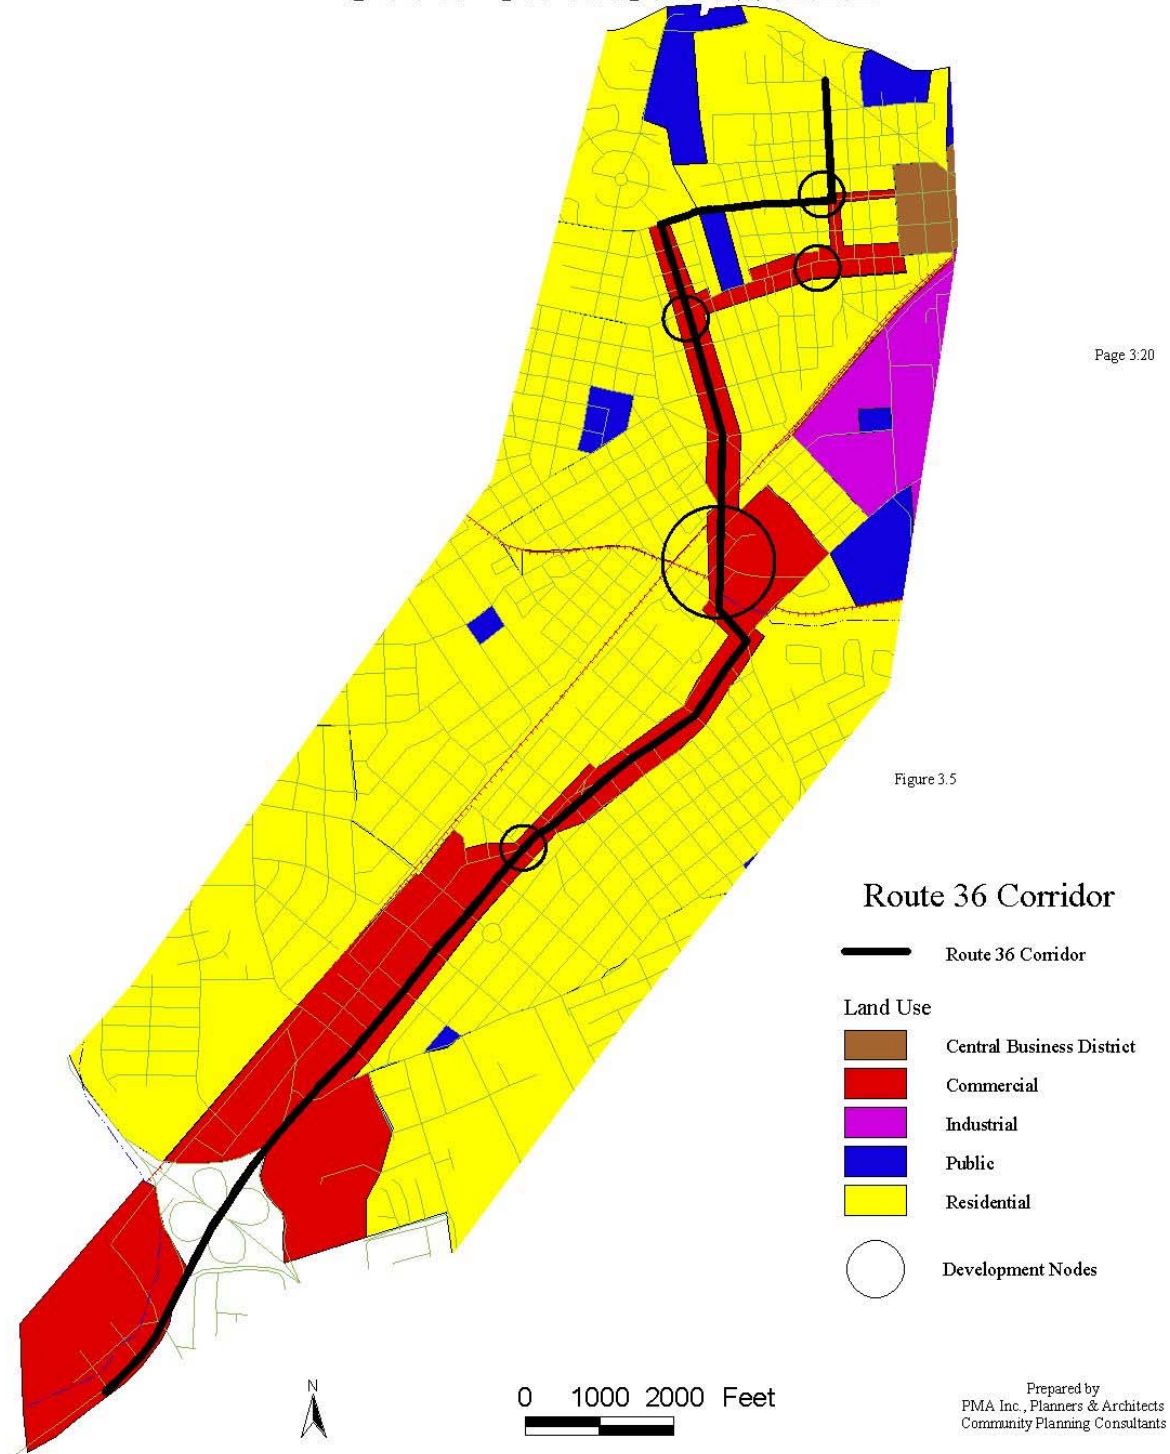 Page 3:20
Figure 3.5
Route 36 Corridor
Route 36 Corridor
Land Use
Central Business District
Commercial
Industrial
Public
Residential
Development Nodes
N
0 1000 2000 Feet
Prepared by
PMA Inc., Planners & Architects
Community Planning Consultants